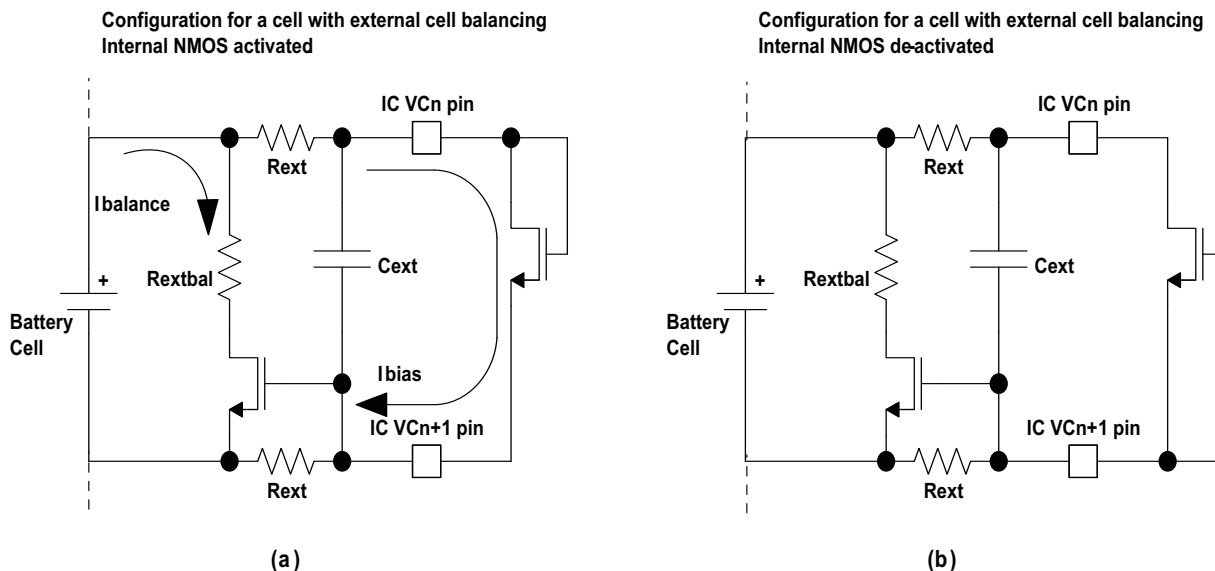 Configuration for a cell with external cell balancing
Internal NMOS activated
IC VCn pin
Rext
I balance
Rextbal
Cext
+
Battery
Cell
I bias
IC VCn+1 pin
Rext
(a)
Configuration for a cell with external cell balancing
Internal NMOS de-activated
IC VCn pin
Rext
Rextbal
Cext
+
Battery
Cell
IC VCn+1 pin
Rext
(b)